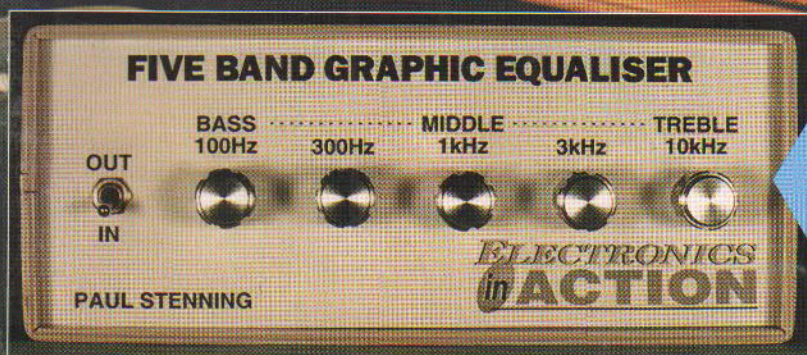 FIVE BAND GRAPHIC EQUALISER
BASS ·················· MIDDLE ·················· TREBLE
100Hz 300Hz 1kHz 3kHz 10kHz
OUT
IN
ELECTRONICS
in ACTION
PAUL STENNING